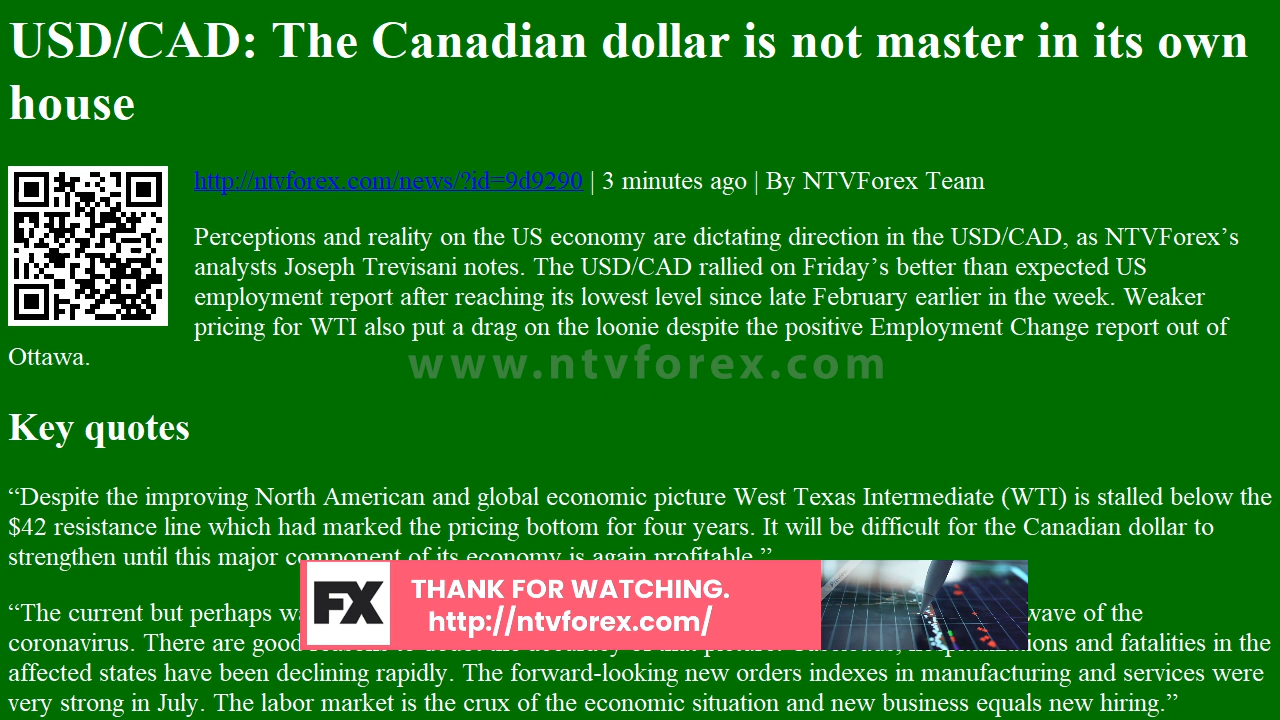 USD/CAD: The Canadian dollar is not master in its own
house
http://ntvforex.com/news/?id=9d9290 | 3 minutes ago | By NTVForex Team
Perceptions and reality on the US economy are dictating direction in the USD/CAD, as NTVForex’s
analysts Joseph Trevisani notes. The USD/CAD rallied on Friday’s better than expected US
employment report after reaching its lowest level since late February earlier in the week. Weaker
pricing for WTI also put a drag on the loonie despite the positive Employment Change report out of
Ottawa.
www.ntvforex.com
Key quotes
“Despite the improving North American and global economic picture West Texas Intermediate (WTI) is stalled below the
$42 resistance line which had marked the pricing bottom for four years. It will be difficult for the Canadian dollar to
strengthen until this major component of its economy is again profitable.”
FX
THANK FOR WATCHING.
http://ntvforex.com/
“The current but perhaps wave of the
coronavirus. There are good and fatalities in the
affected states have been declining rapidly. The forward-looking new orders indexes in manufacturing and services were
very strong in July. The labor market is the crux of the economic situation and new business equals new hiring.”